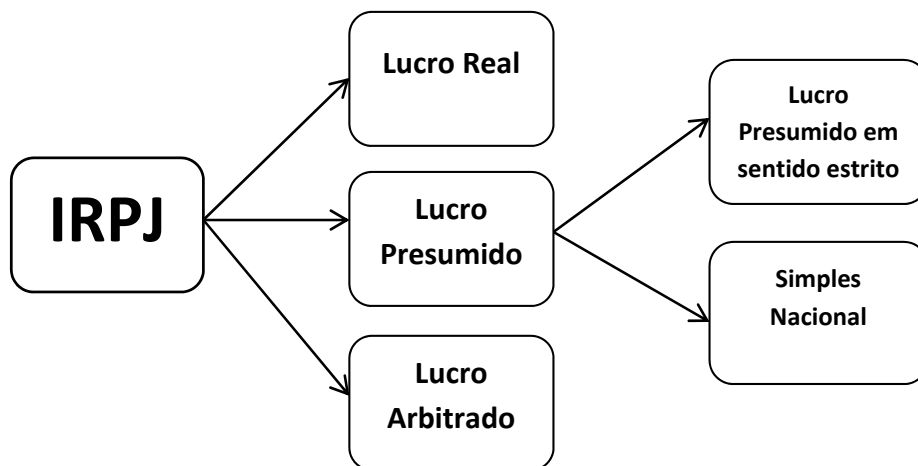 IRPJ
Lucro Real
Lucro
Presumido
Lucro
Arbitrado
Lucro
Presumido em
sentido estrito
Simples
Nacional